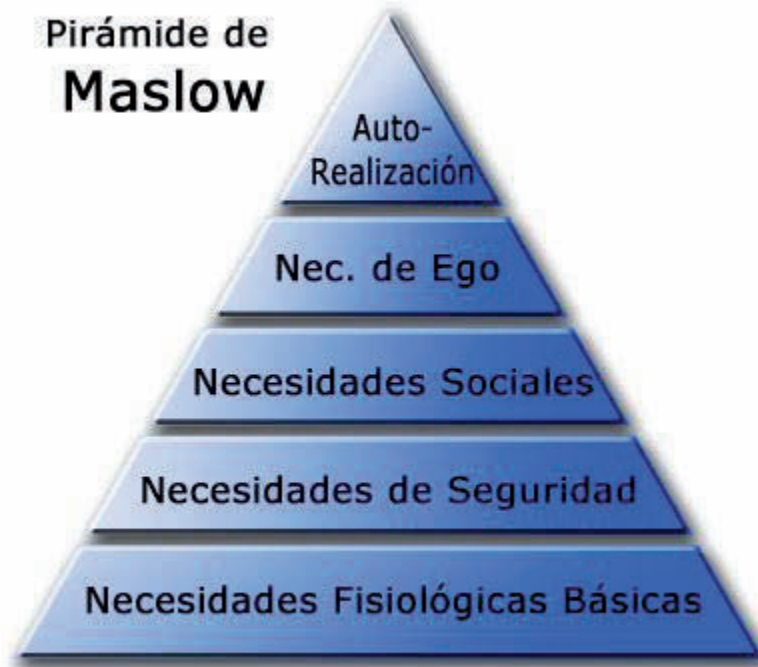 Pirámide de
Maslow
Auto-
Realización
Nec. de Ego
Necesidades Sociales
Necesidades de Seguridad
Necesidades Fisiológicas Básicas